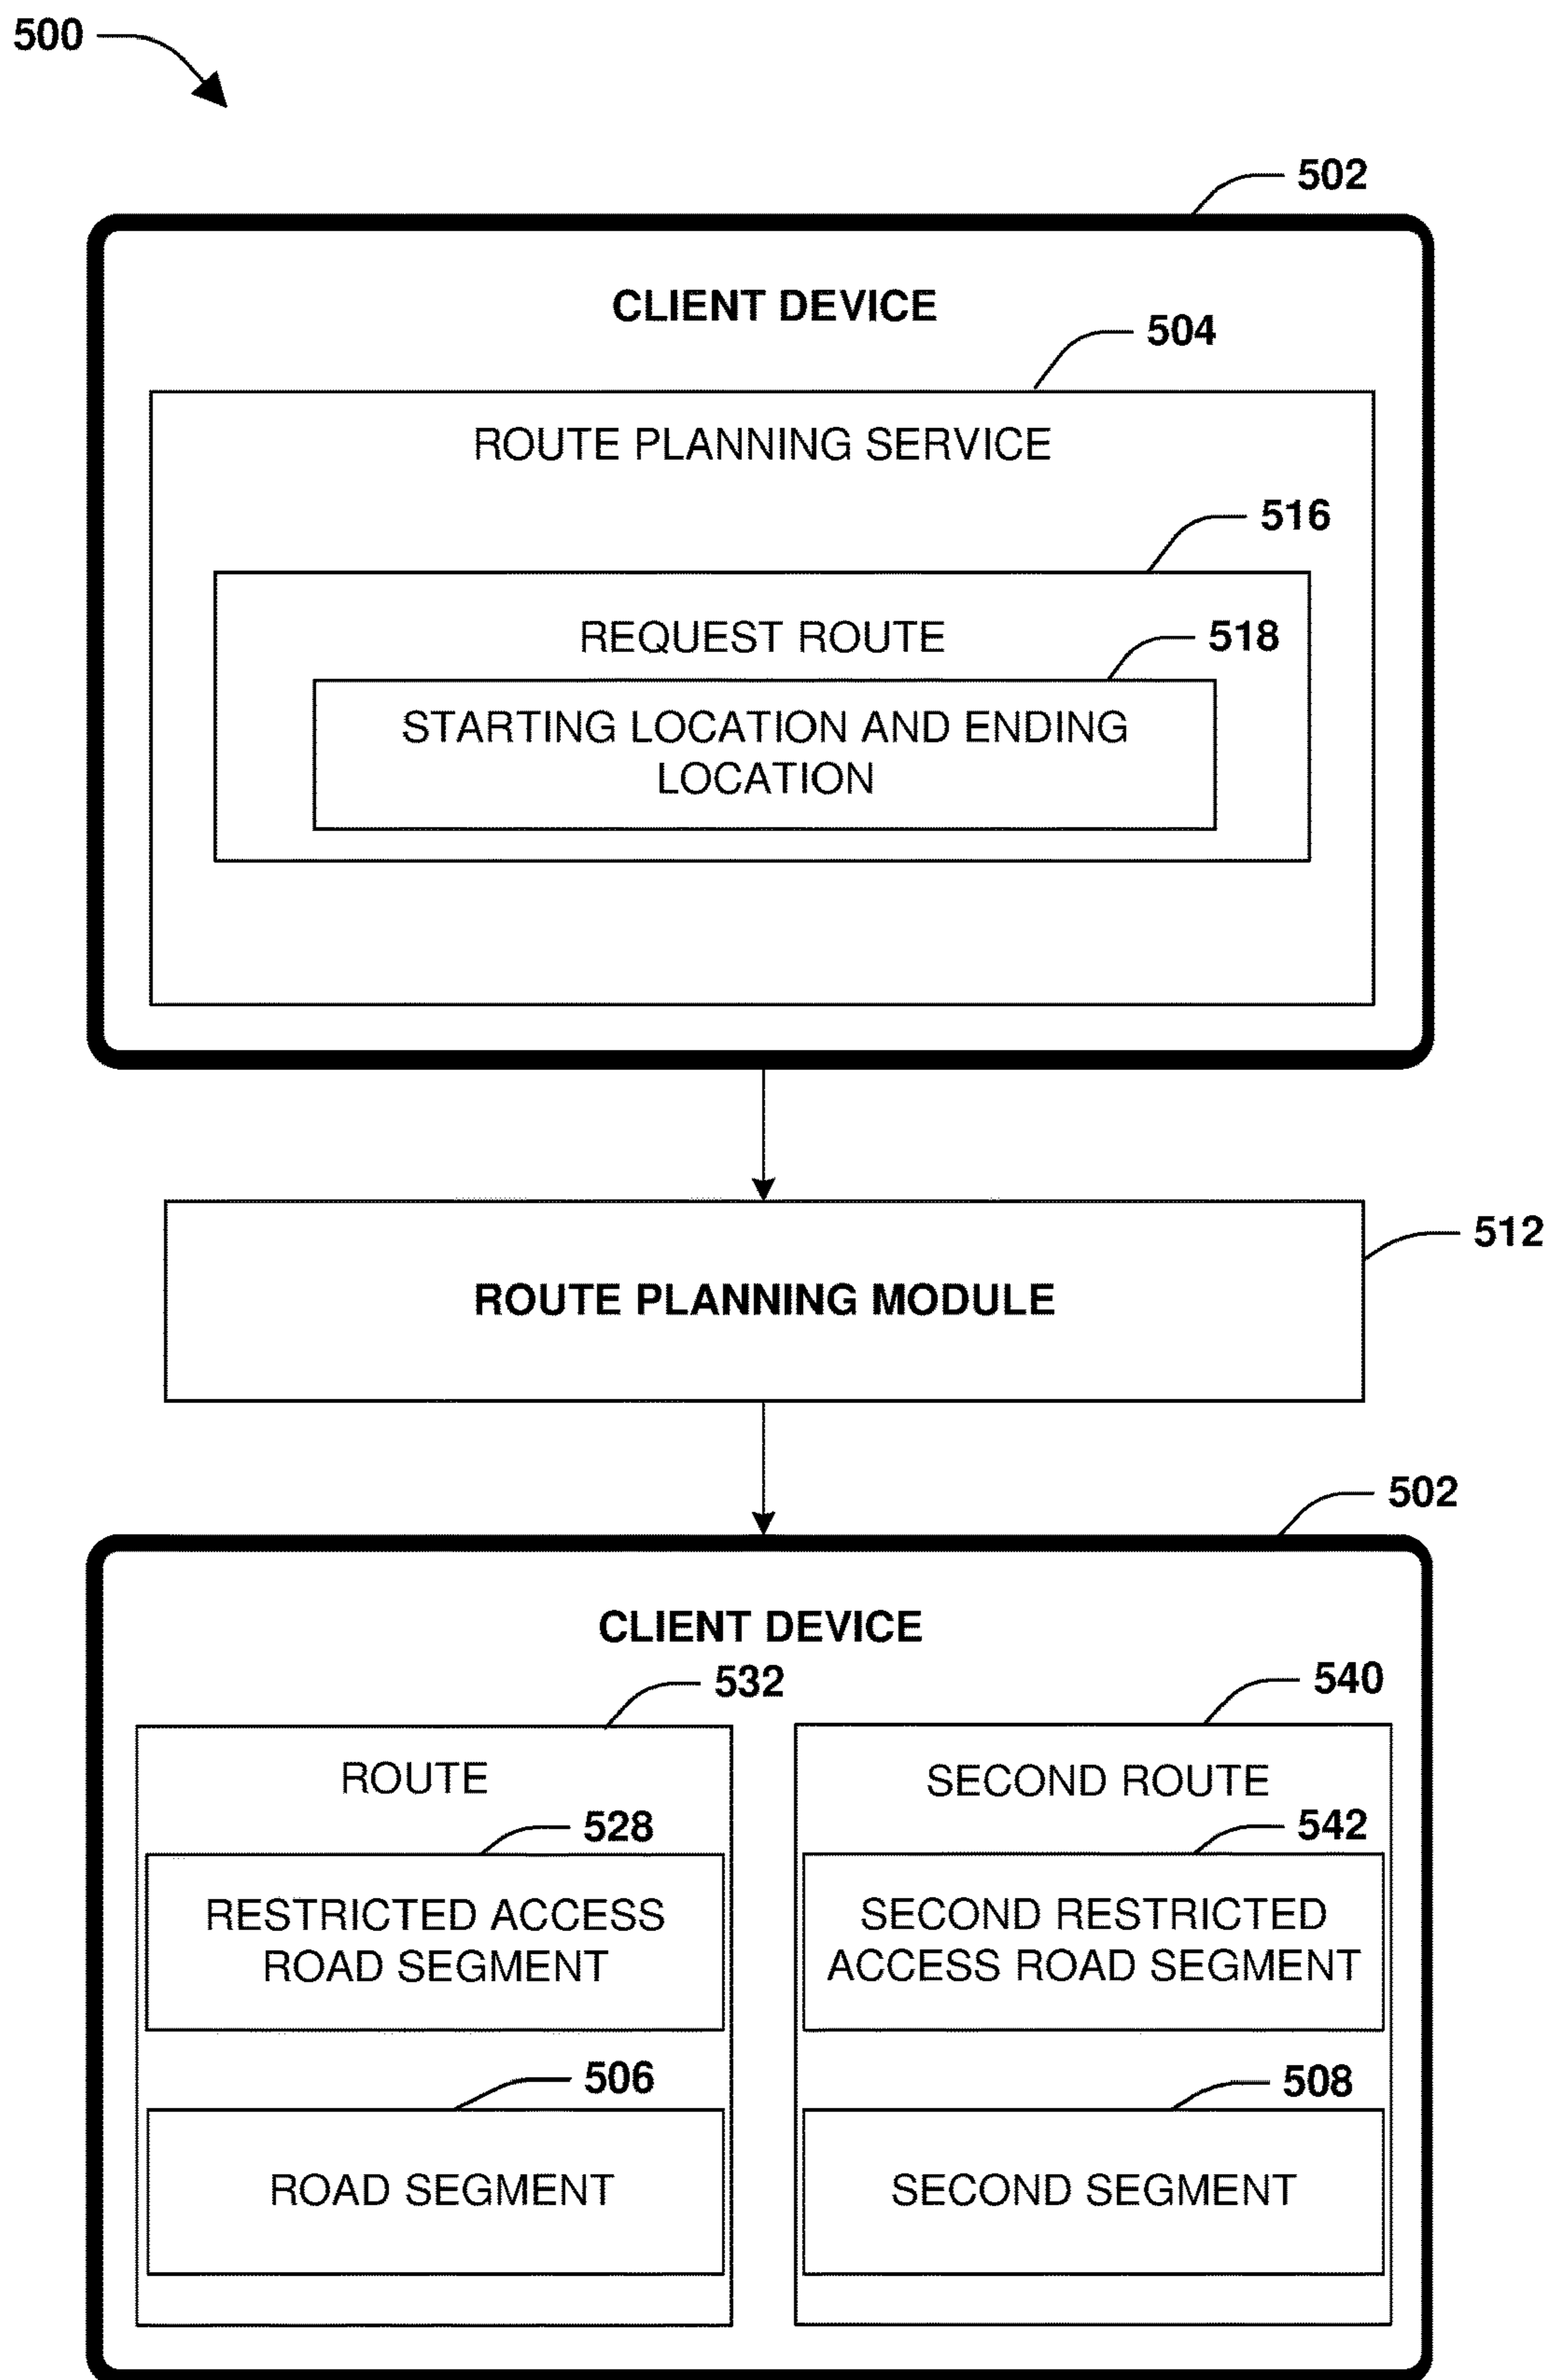 500
502
CLIENT DEVICE
504
ROUTE PLANNING SERVICE
516
REQUEST ROUTE
518
STARTING LOCATION AND ENDING
LOCATION
512
ROUTE PLANNING MODULE
502
CLIENT DEVICE
532
540
ROUTE
SECOND ROUTE
528
542
RESTRICTED ACCESS
ROAD SEGMENT
SECOND RESTRICTED
ACCESS ROAD SEGMENT
506
508
ROAD SEGMENT
SECOND SEGMENT